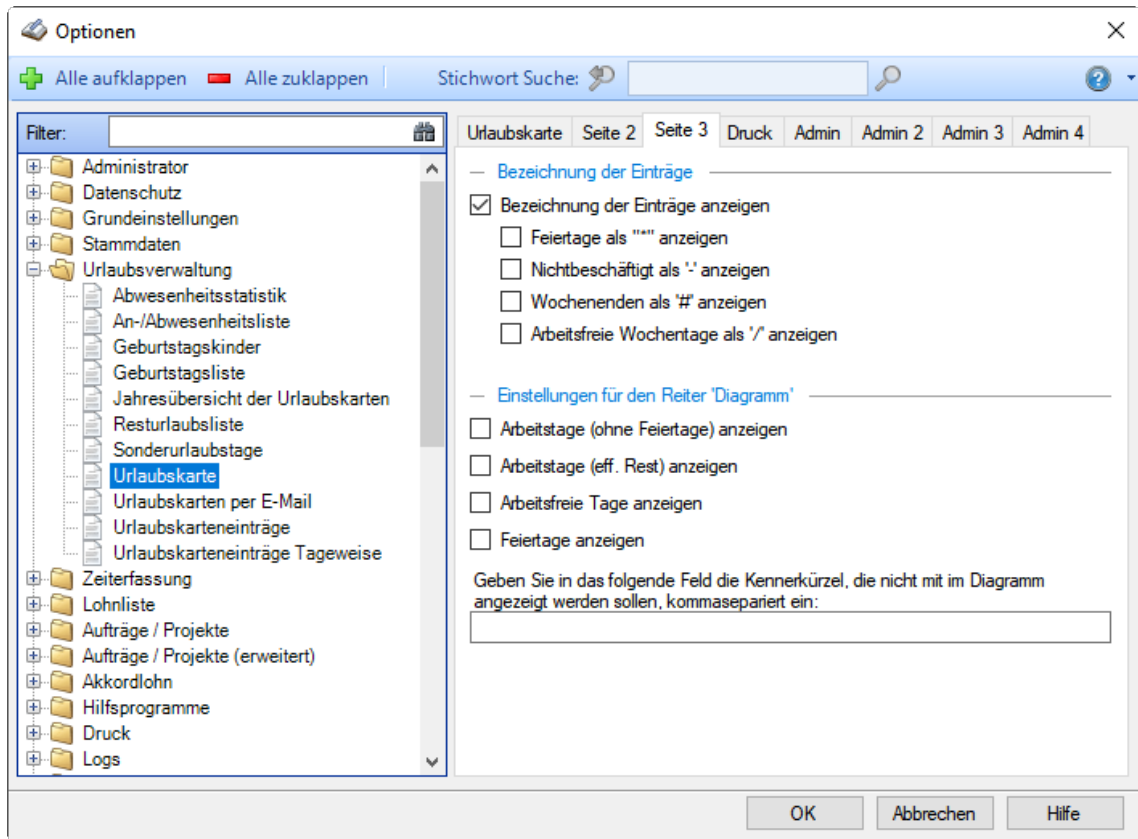 Optionen
Alle aufklappen Alle zuklappen Stichwort Suche:
Filter:
Administrator
Datenschutz
Grundeinstellungen
Stammdaten
Urlaubsverwaltung
Abwesenheitsstatistik
An-/Abwesenheitsliste
Geburtstagskinder
Geburtstagsliste
Jahresübersicht der Urlaubskarten
Resturlaubsliste
Sonderurlaubstage
Urlaubskarte
Urlaubskarten per E-Mail
Urlaubskarteneinträge
Urlaubskarteneinträge Tageweise
Zeiterfassung
Lohnliste
Aufträge / Projekte
Aufträge / Projekte (erweitert)
Akkordlohn
Hilfsprogramme
Druck
Logs
Urlaubskarte Seite 2 Seite 3 Druck Admin Admin 2 Admin 3 Admin 4
Bezeichnung der Einträge
Bezeichnung der Einträge anzeigen
Feiertage als "*" anzeigen
Nichtbeschäftigt als '-' anzeigen
Wochenenden als '#' anzeigen
Arbeitsfreie Wochentage als '/' anzeigen
Einstellungen für den Reiter 'Diagramm'
Arbeitstage (ohne Feiertage) anzeigen
Arbeitstage (eff. Rest) anzeigen
Arbeitsfreie Tage anzeigen
Feiertage anzeigen
Geben Sie in das folgende Feld die Kennerkürzel, die nicht mit im Diagramm
angezeigt werden sollen, kommasepariert ein:
OK Abbrechen Hilfe